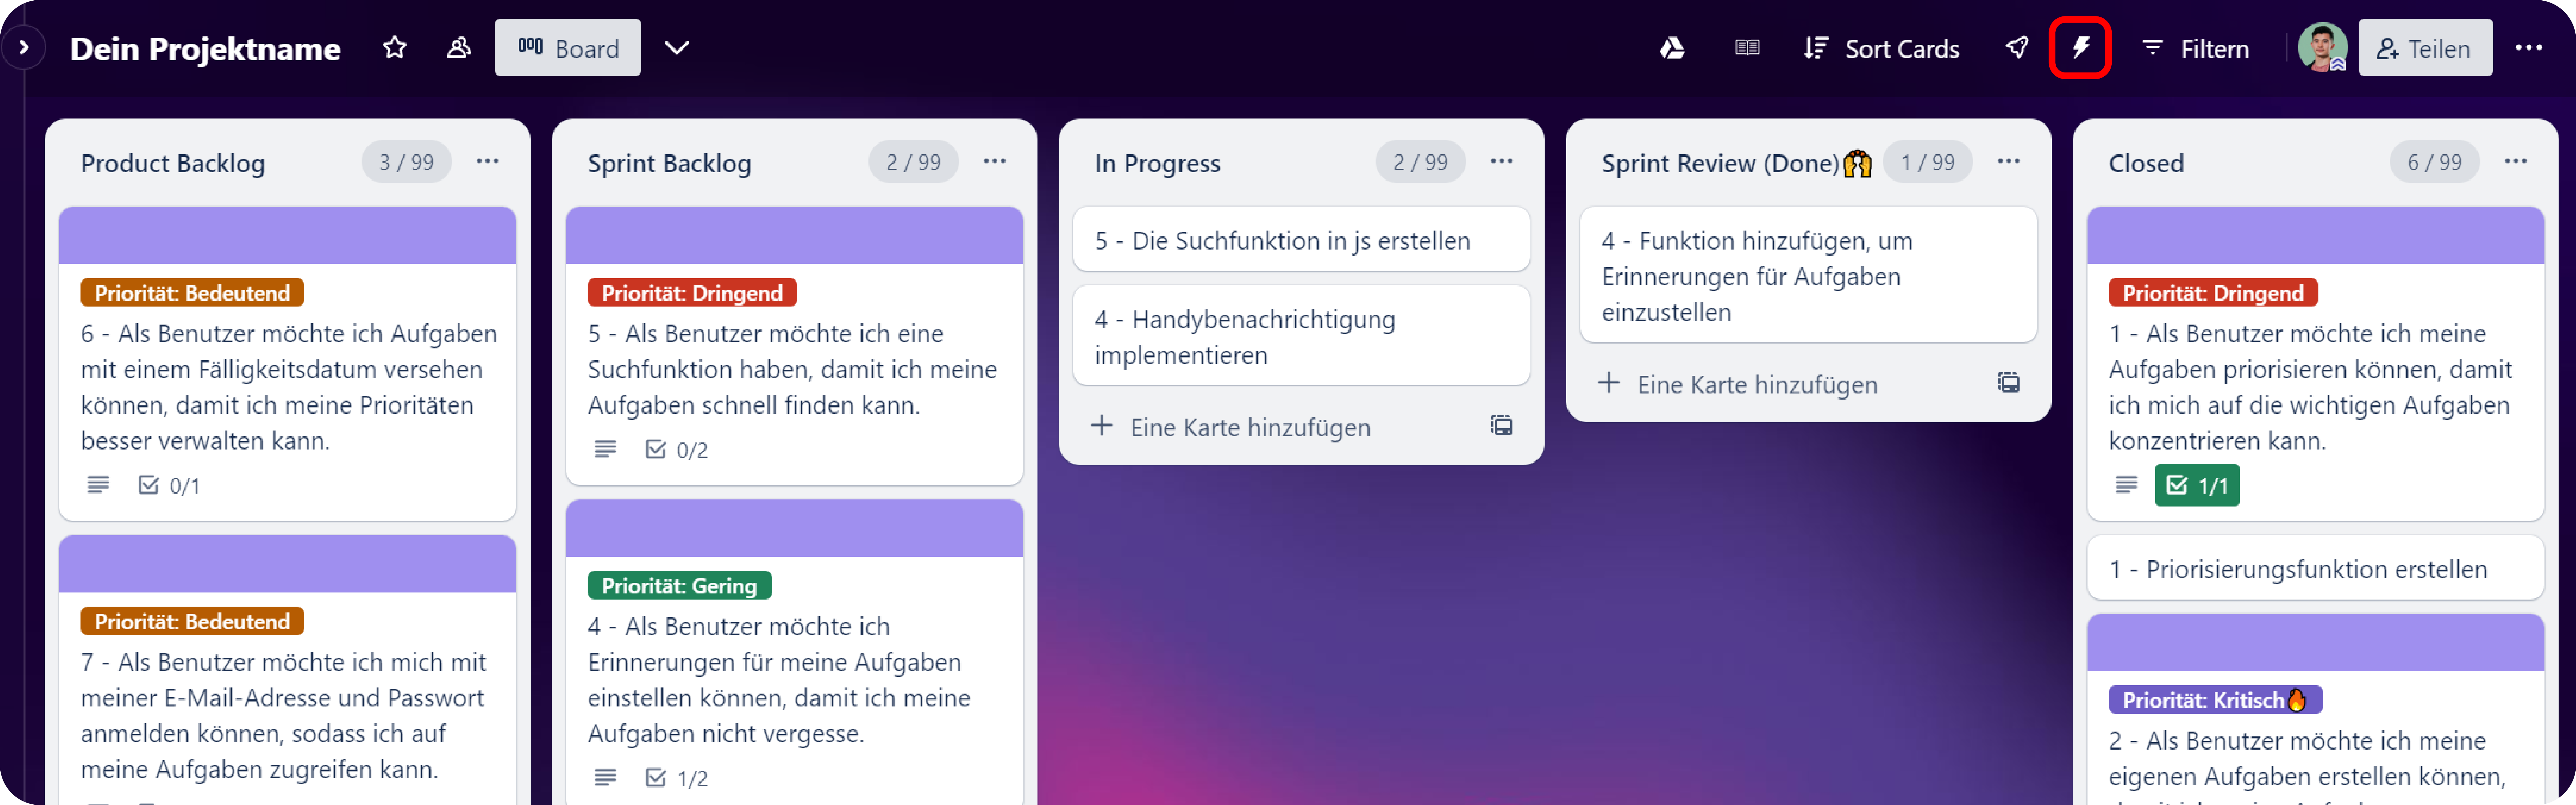 Dein Projektname
Board
Sort Cards
Filtern
Teilen
Product Backlog
3 / 99
Priorität: Bedeutend
6 - Als Benutzer möchte ich Aufgaben
mit einem Fälligkeitsdatum versehen
können, damit ich meine Prioritäten
besser verwalten kann.
0/1
Priorität: Bedeutend
7 - Als Benutzer möchte ich mich mit
meiner E-Mail-Adresse und Passwort
anmelden können, sodass ich auf
meine Aufgaben zugreifen kann.
Sprint Backlog
2 / 99
Priorität: Dringend
5 - Als Benutzer möchte ich eine
Suchfunktion haben, damit ich meine
Aufgaben schnell finden kann.
0/2
Priorität: Gering
4 - Als Benutzer möchte ich
Erinnerungen für meine Aufgaben
einstellen können, damit ich meine
Aufgaben nicht vergesse.
1/2
In Progress
2 / 99
5 - Die Suchfunktion in js erstellen
4 - Handybenachrichtigung
implementieren
Eine Karte hinzufügen
Sprint Review (Done)🙌
1 / 99
4 - Funktion hinzufügen, um
Erinnerungen für Aufgaben
einzustellen
Eine Karte hinzufügen
Closed
6 / 99
Priorität: Dringend
1 - Als Benutzer möchte ich meine
Aufgaben priorisieren können, damit
ich mich auf die wichtigen Aufgaben
konzentrieren kann.
1/1
1 - Priorisierungsfunktion erstellen
Priorität: Kritisch🔥
2 - Als Benutzer möchte ich meine
eigenen Aufgaben erstellen können,